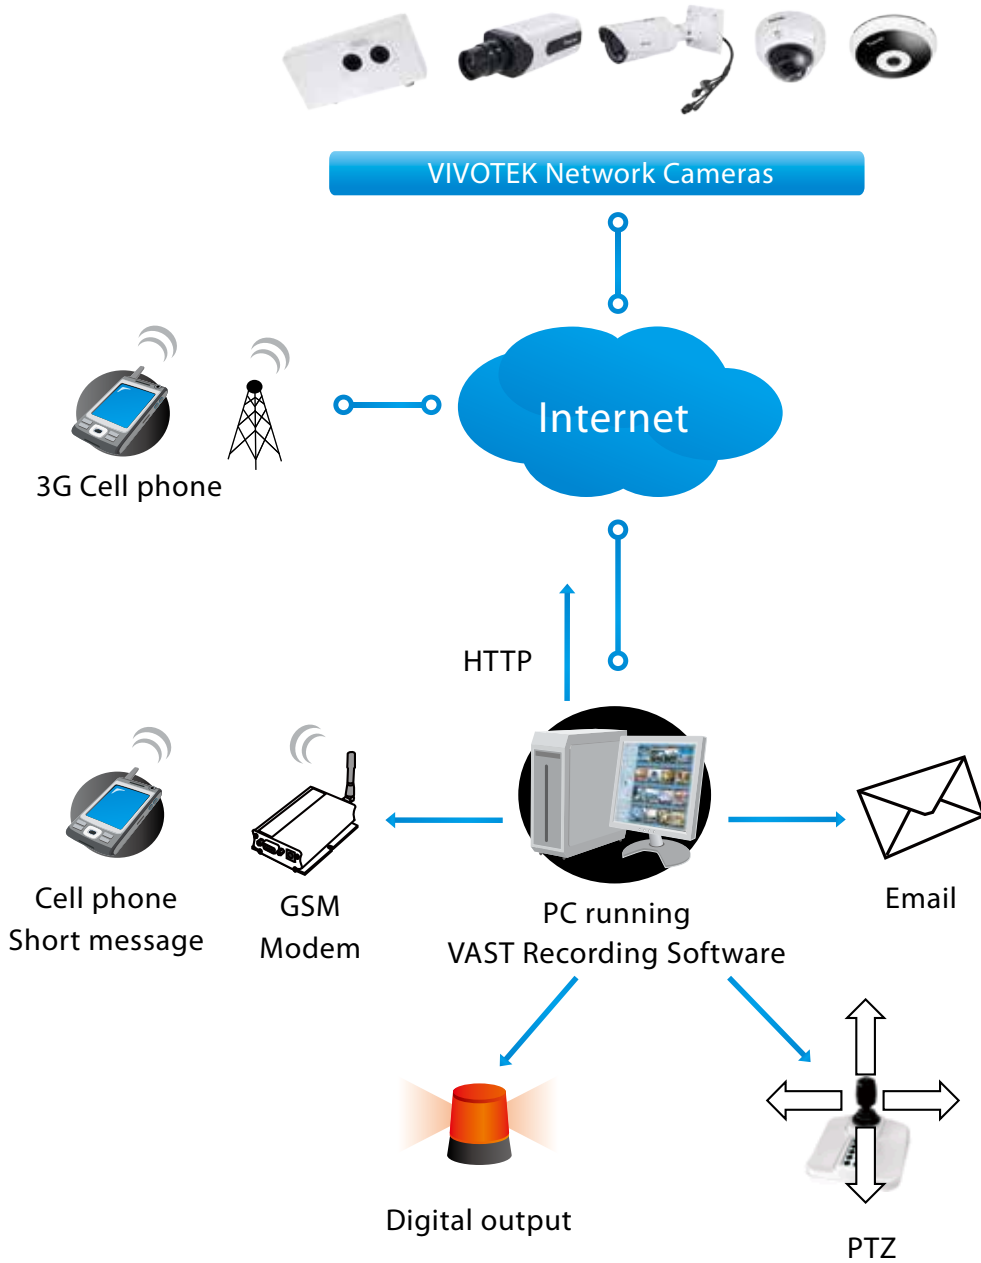 VIVOTEK Network Cameras
Internet
3G Cell phone
HTTP
Cell phone
Short message
GSM
Modem
PC running
VAST Recording Software
Email
Digital output
PTZ